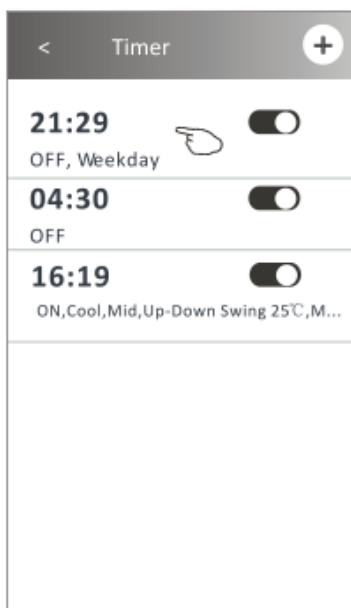 < Timer +
21:29
OFF, Weekday
04:30
OFF
16:19
ON,Cool,Mid,Up-Down Swing 25℃,M...